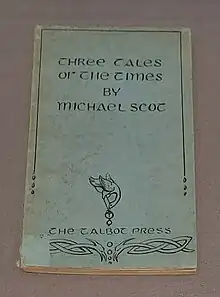 THREE TALES
OF THE TIMES
BY
MICHAEL SCOT
THE TALBOT PRESS